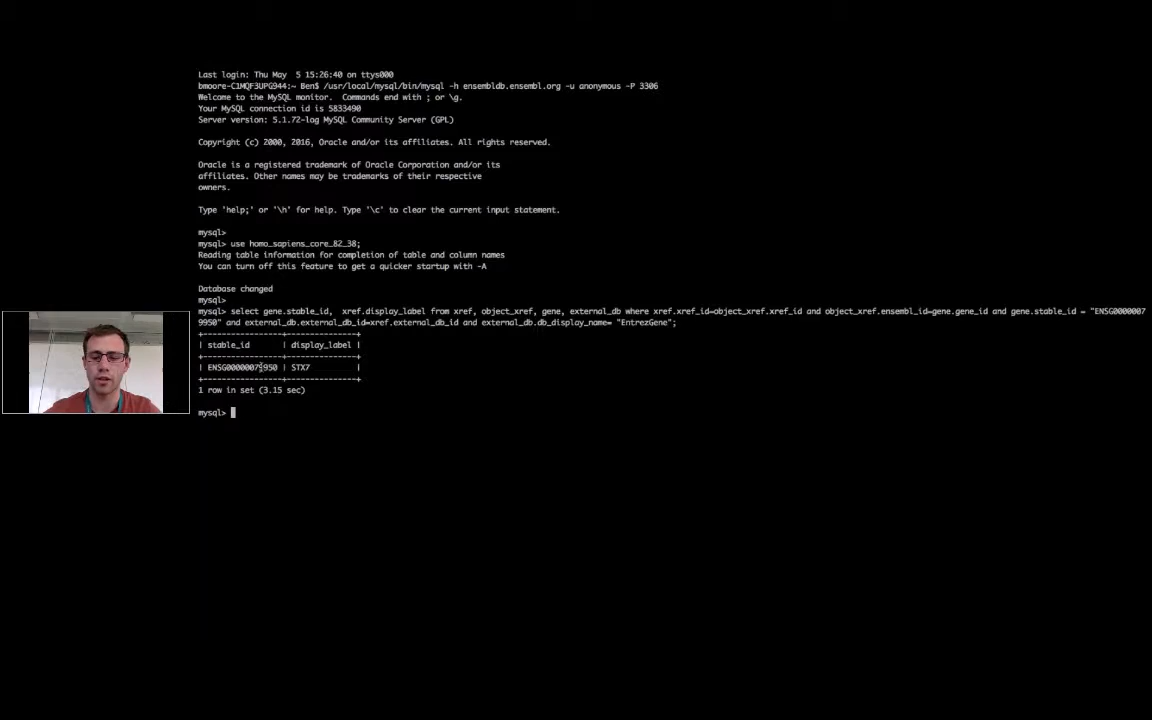 Last login: Thu May  5 15:26:40 on ttys000
bmoore-C1MQF3UPG944:~ Ben$ /usr/local/mysql/bin/mysql -h ensembldb.ensembl.org -u anonymous -P 3306
Welcome to the MySQL monitor.  Commands end with ; or \g.
Your MySQL connection id is 5833490
Server version: 5.1.72-log MySQL Community Server (GPL)
Copyright (c) 2000, 2016, Oracle and/or its affiliates. All rights reserved.
Oracle is a registered trademark of Oracle Corporation and/or its
affiliates. Other names may be trademarks of their respective
owners.
Type 'help;' or '\h' for help. Type '\c' to clear the current input statement.
mysql>
mysql> use homo_sapiens_core_82_38;
Reading table information for completion of table and column names
You can turn off this feature to get a quicker startup with -A
Database changed
mysql>
mysql> select gene.stable_id,  xref.display_label from xref, object_xref, gene, external_db where xref.xref_id=object_xref.xref_id and object_xref.ensembl_id=gene.gene_id and gene.stable_id = "ENSG0000007
9950" and external_db.external_db_id=xref.external_db_id and external_db.db_display_name= "EntrezGene";
+-----------------+---------------+
| stable_id       | display_label |
+-----------------+---------------+
| ENSG00000079950 | STX7          |
+-----------------+---------------+
1 row in set (3.15 sec)
mysql>